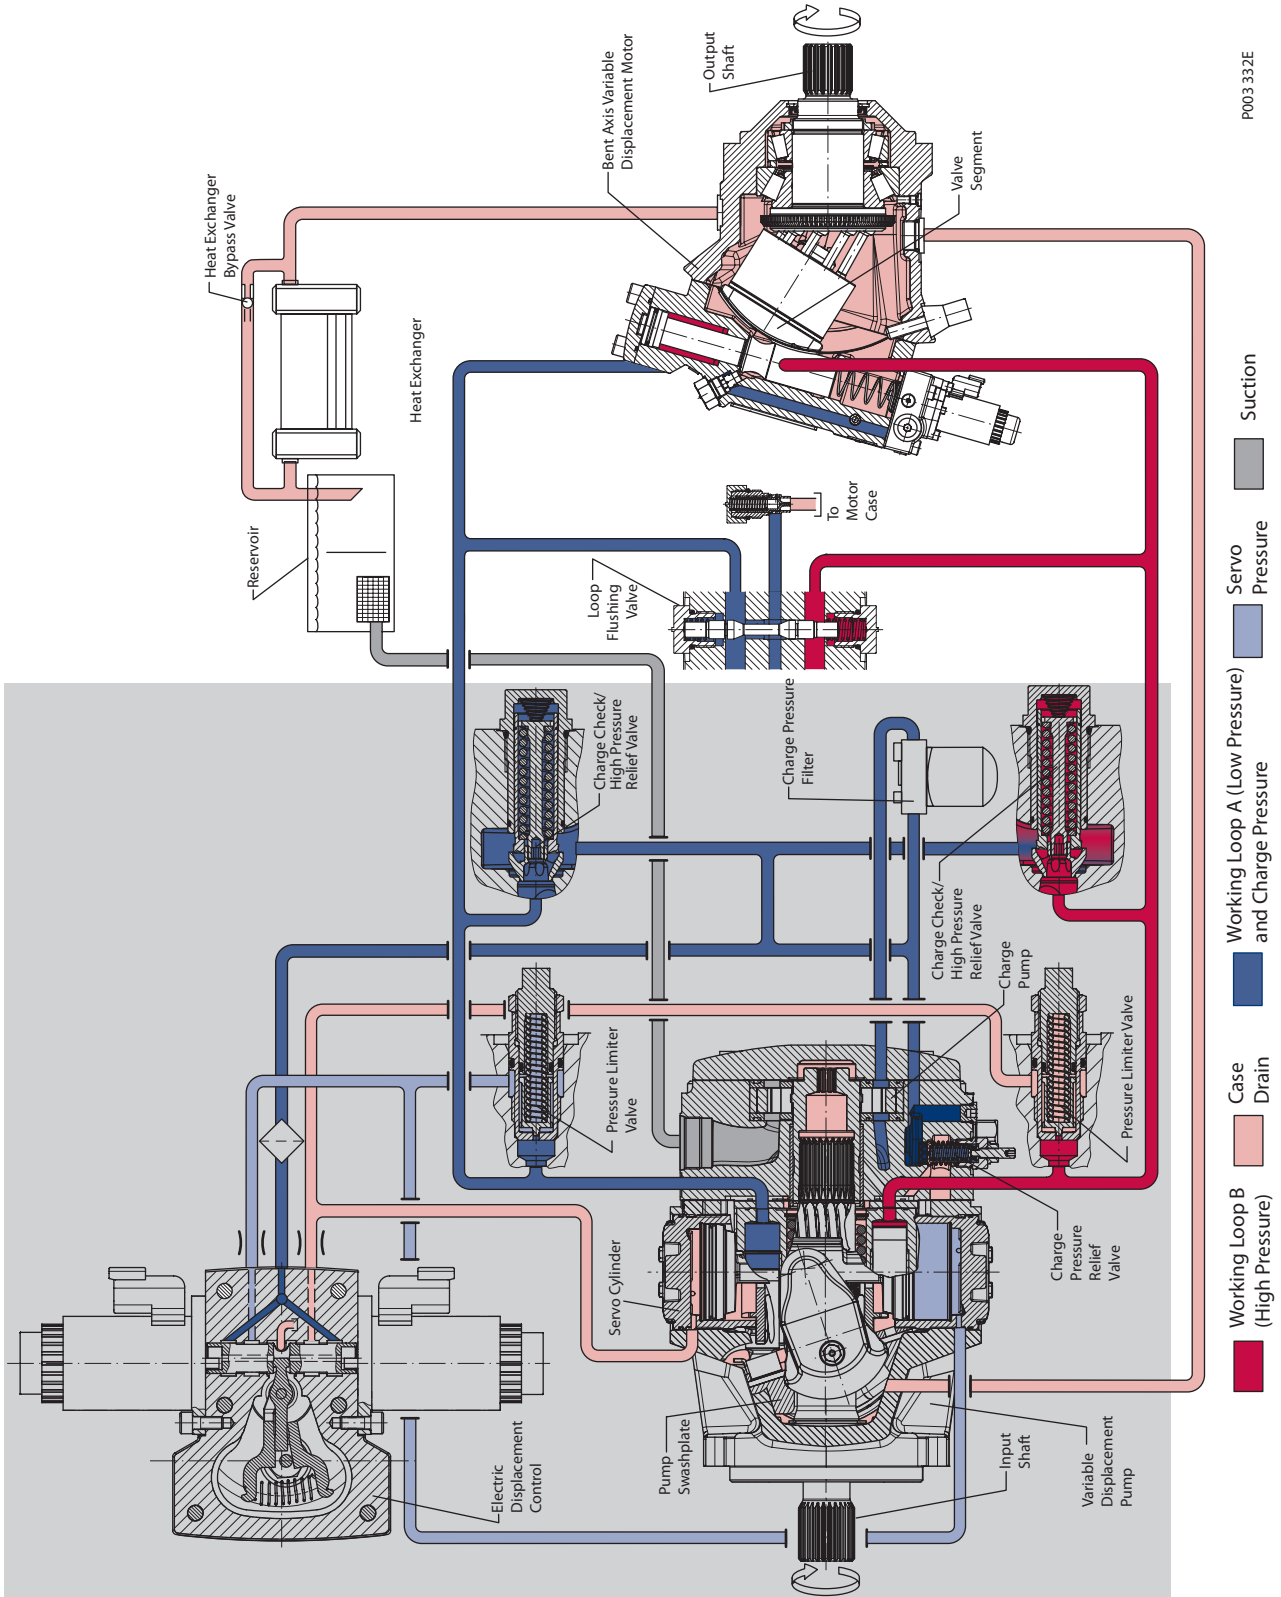 Output
Shaft
P003 332E
Bent Axis Variable
Displacement Motor
Valve
Segment
Heat Exchanger
Bypass Valve
Heat Exchanger
Reservoir
To
Motor
Case
Loop
Flushing
Valve
Charge Check/
High Pressure
Relief Valve
Charge Pressure
Filter
Charge Check/
High Pressure
Relief Valve
Charge
Pump
Pressure Limiter
Valve
Pressure Limiter Valve
Servo Cylinder
Charge
Pressure
Relief
Valve
Electric
Displacement
Control
Pump
Swashplate
Input
Shaft
Variable
Displacement
Pump
Working Loop B
(High Pressure)
Case
Drain
Working Loop A (Low Pressure)
and Charge Pressure
Servo
Pressure
Suction